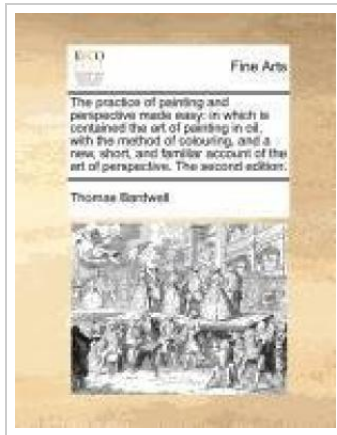 ECCO
Fine Arts
The practice of painting and
perspective made easy: in which is
contained the art of painting in oil,
with the method of colouring, and a
new, short, and familiar account of the
art of perspective. The second edition.
Thomas Bardwell